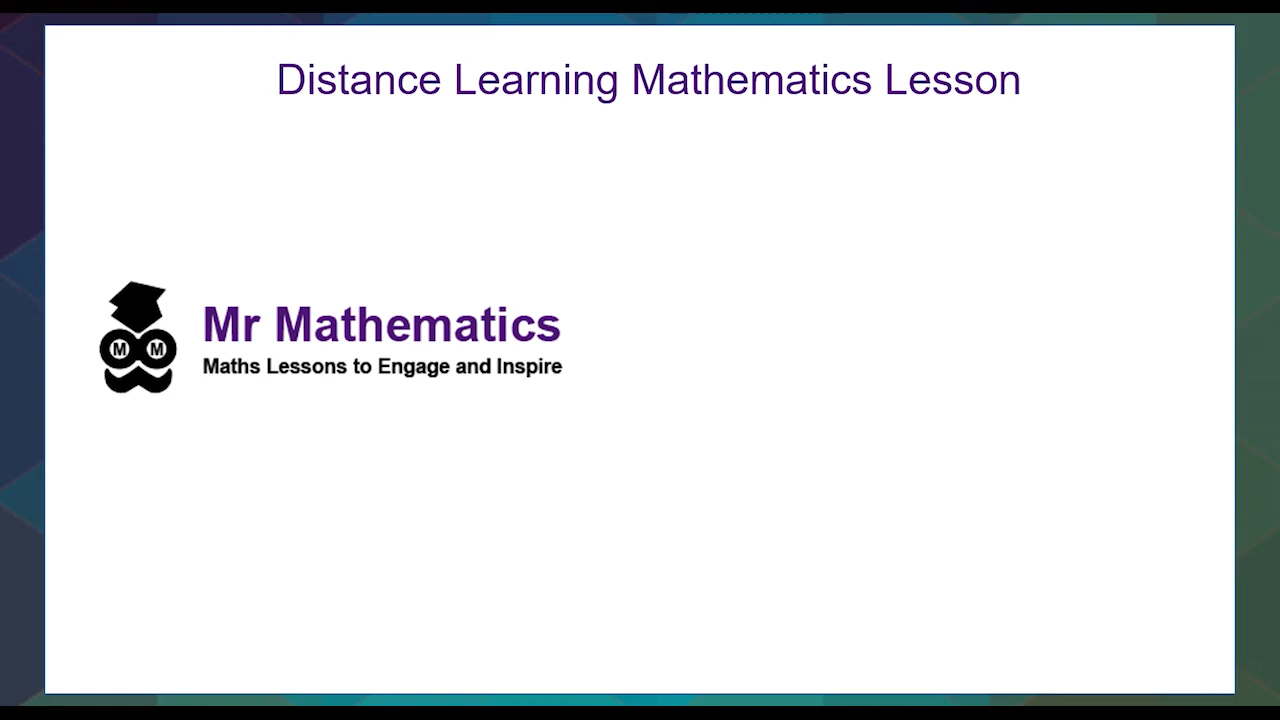 Distance Learning Mathematics Lesson
M M
Mr Mathematics
Maths Lessons to Engage and Inspire